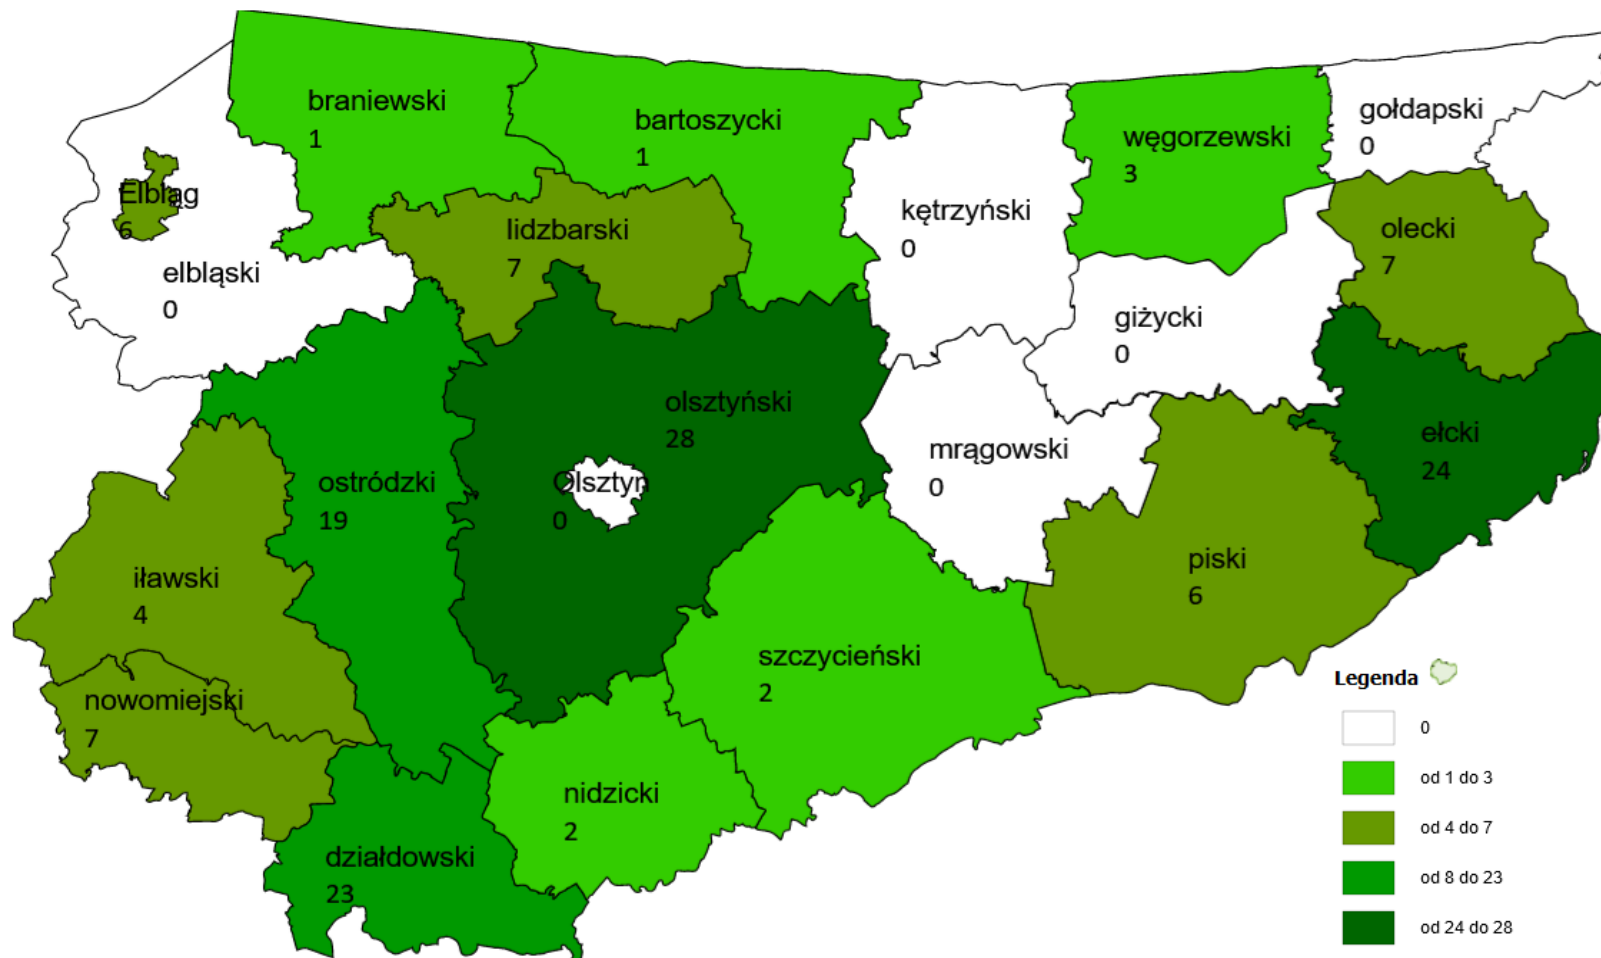 braniewski
1
bartoszycki
1
węgorzewski
3
gołdapski
0
Elbląg
6
elbląski
0
lidzbarski
7
kętrzyński
0
olecki
7
giżycki
0
olsztyński
28
Olsztyn
0
mrągowski
0
ełcki
24
ostródzki
19
iławski
4
piski
6
szczycieński
2
nowomiejski
7
nidzicki
2
działdowski
23
Legenda
0
od 1 do 3
od 4 do 7
od 8 do 23
od 24 do 28